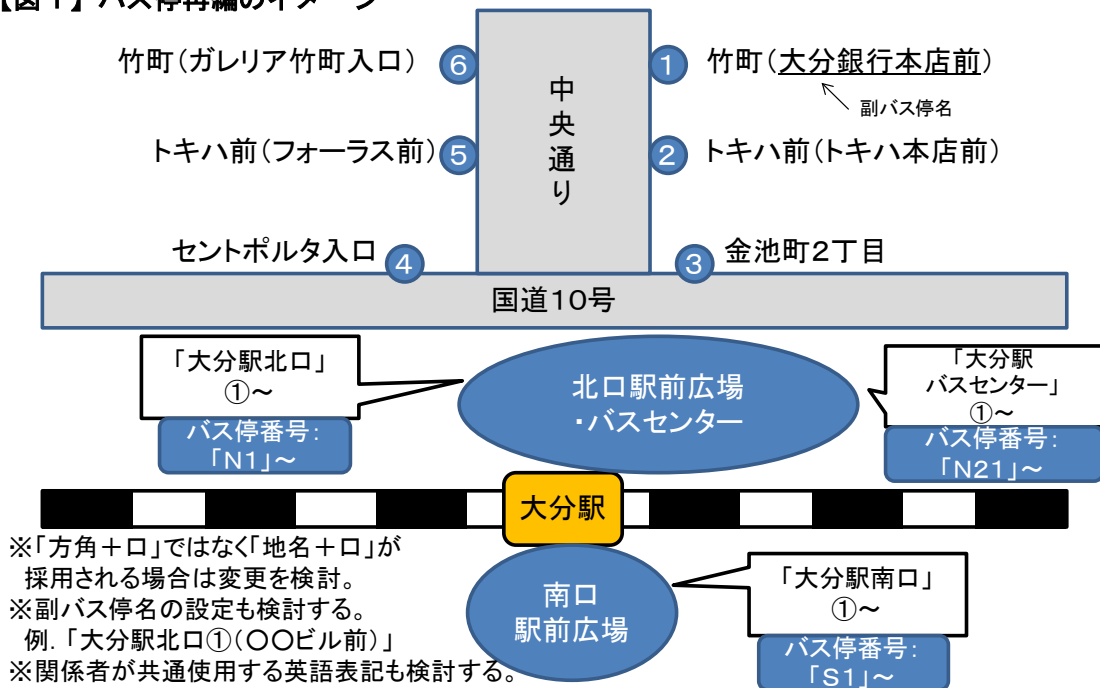 【図1】バス停再編のイメージ
竹町(ガレリア竹町入口) ⑥
① 竹町(大分銀行本店前)
副バス停名
中央通り
トキハ前(フォーラス前) ⑤
② トキハ前(トキハ本店前)
セントポルタ入口 ④
③ 金池町2丁目
国道10号
「大分駅北口」
①~
バス停番号:
「N1」~
北口駅前広場
・バスセンター
「大分駅
バスセンター」
①~
バス停番号:
「N21」~
大分駅
※「方角+口」ではなく「地名+口」が
採用される場合は変更を検討。
※副バス停名の設定も検討する。
例.「大分駅北口①(〇〇ビル前)」
※関係者が共通使用する英語表記も検討する。
南口
駅前広場
「大分駅南口」
①~
バス停番号:
「S1」~